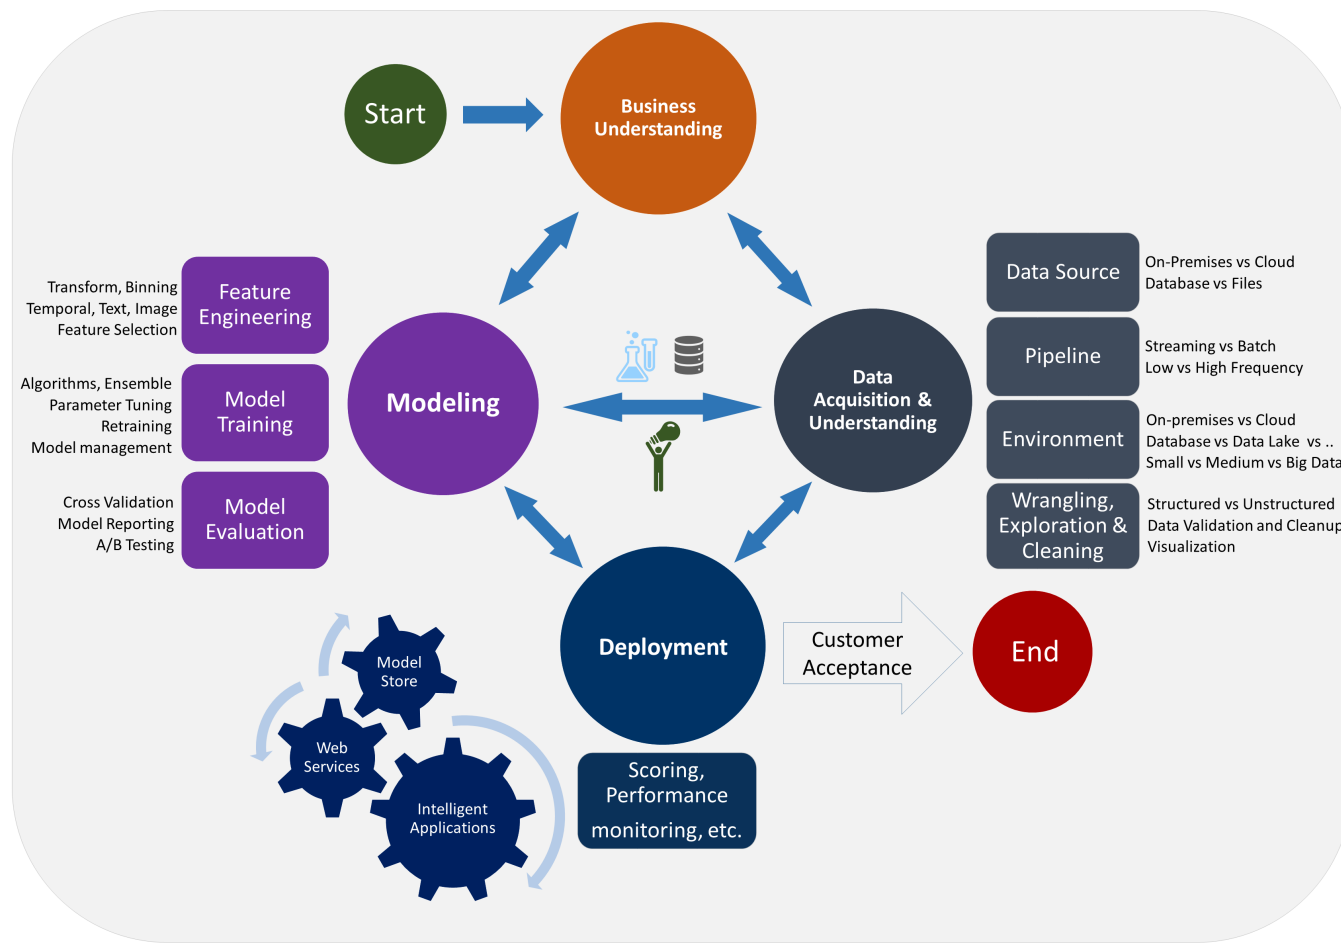 Start
Business
Understanding
Feature
Engineering
Transform, Binning
Temporal, Text, Image
Feature Selection
Model
Training
Algorithms, Ensemble
Parameter Tuning
Retraining
Model management
Model
Evaluation
Cross Validation
Model Reporting
A/B Testing
Modeling
Data
Acquisition &
Understanding
Data Source
On-Premises vs Cloud
Database vs Files
Pipeline
Streaming vs Batch
Low vs High Frequency
Environment
On-premises vs Cloud
Database vs Data Lake  vs ..
Small vs Medium vs Big Data
Wrangling,
Exploration &
Cleaning
Structured vs Unstructured
Data Validation and Cleanup
Visualization
Deployment
Customer
Acceptance
End
Model
Store
Web
Services
Intelligent
Applications
Scoring,
Performance
monitoring, etc.